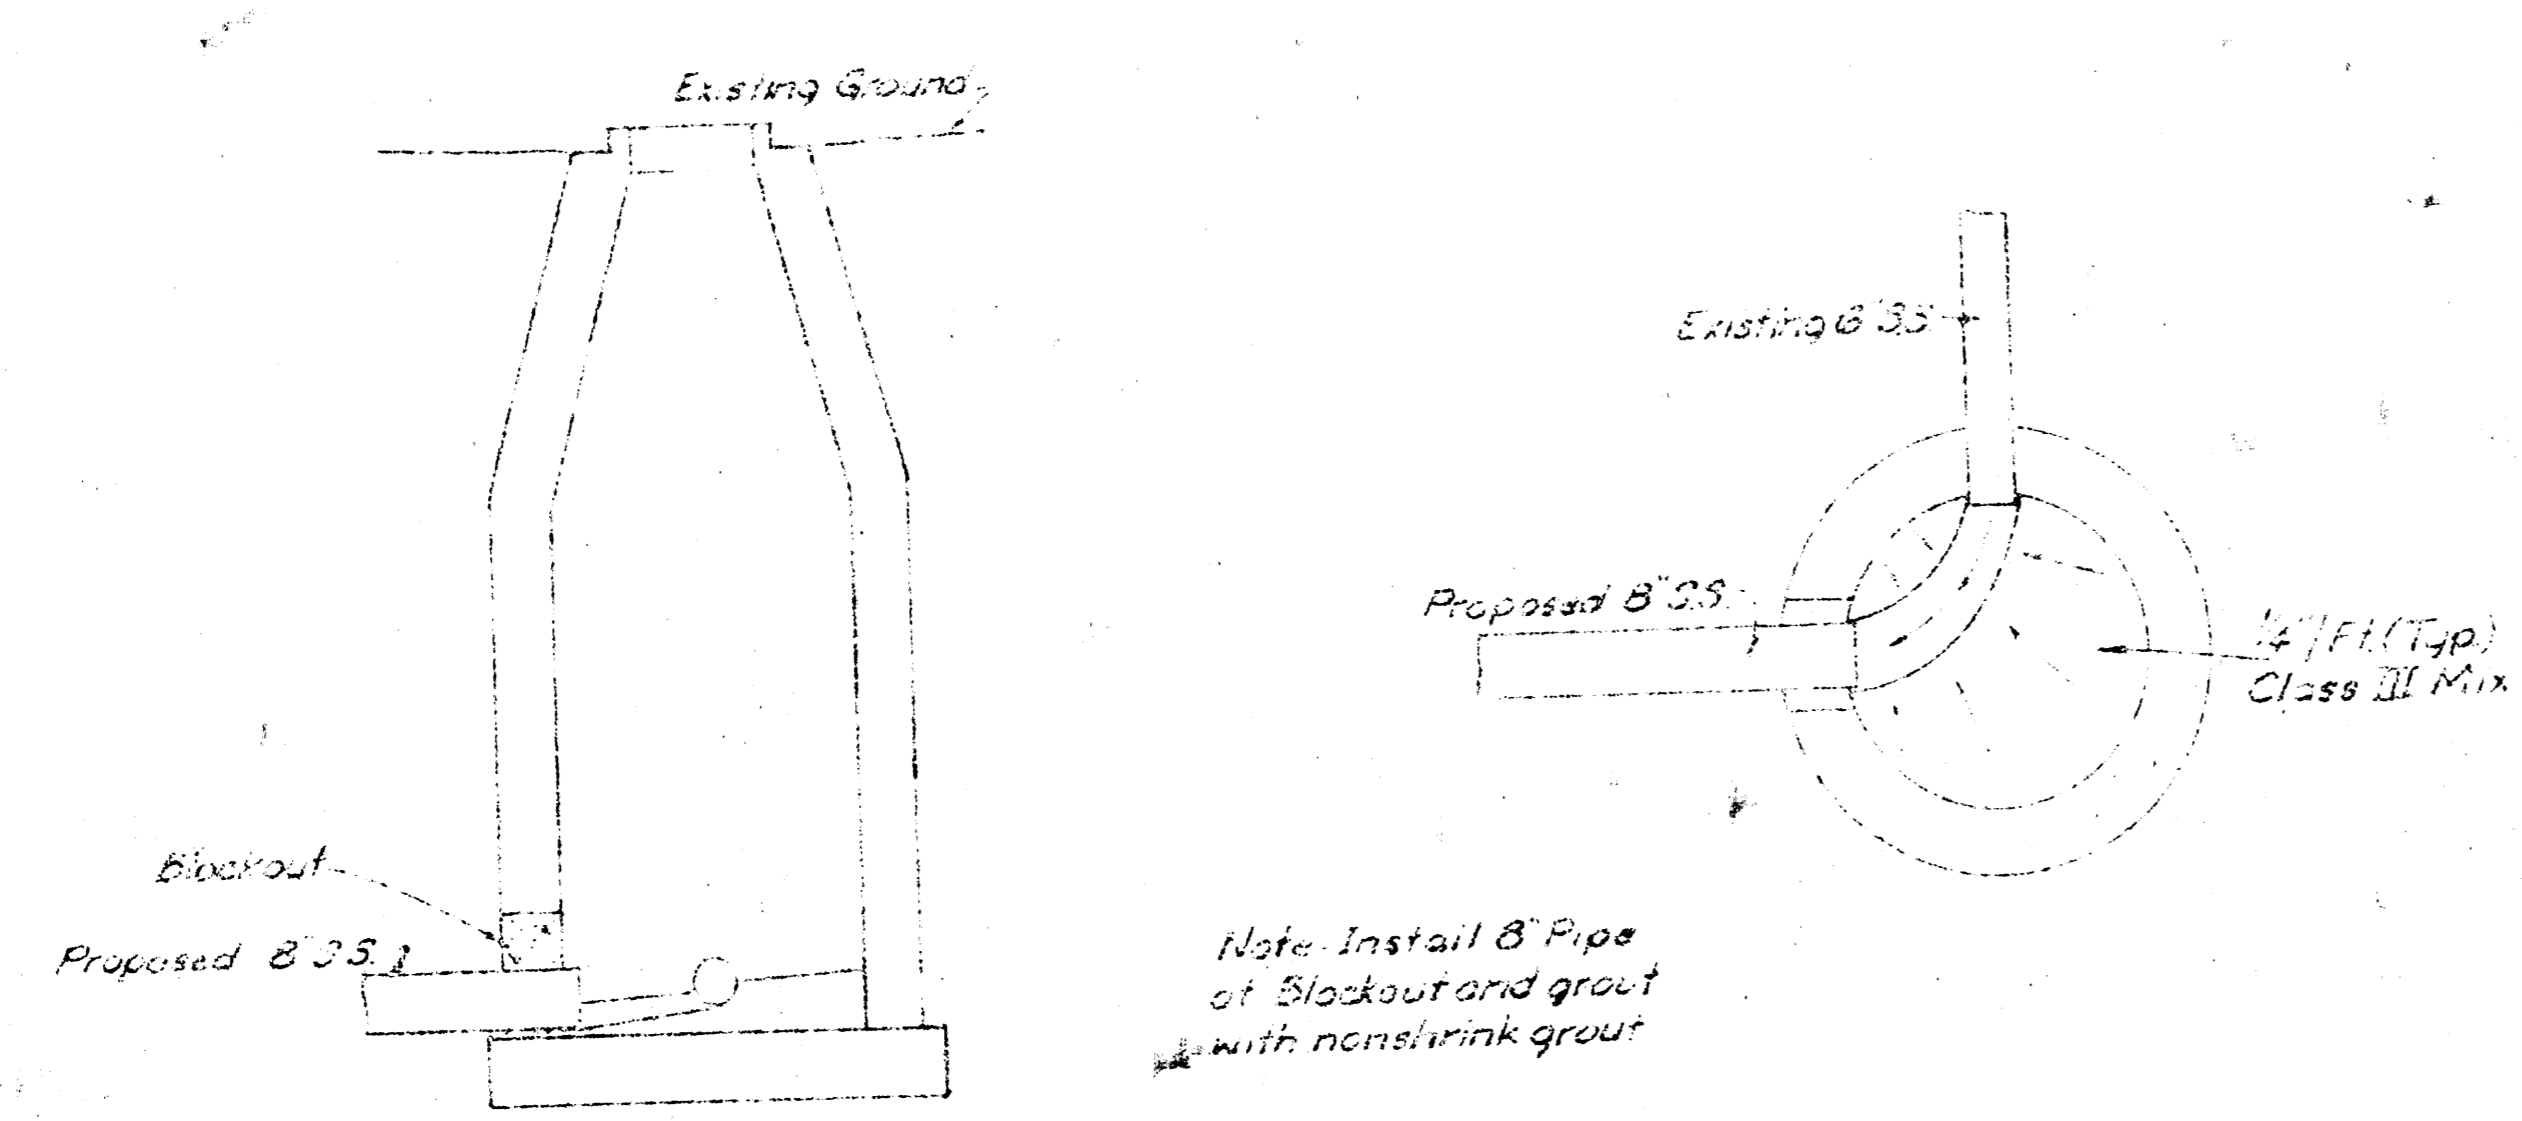 Existing Ground
Existing 6" S.S.
Proposed 8" S.S.
1/4"/Ft. (Typ.)
Class III Mix
Blockout
Proposed 8" S.S.
Note - Install 8" Pipe
at Blockout and grout
with nonshrink grout